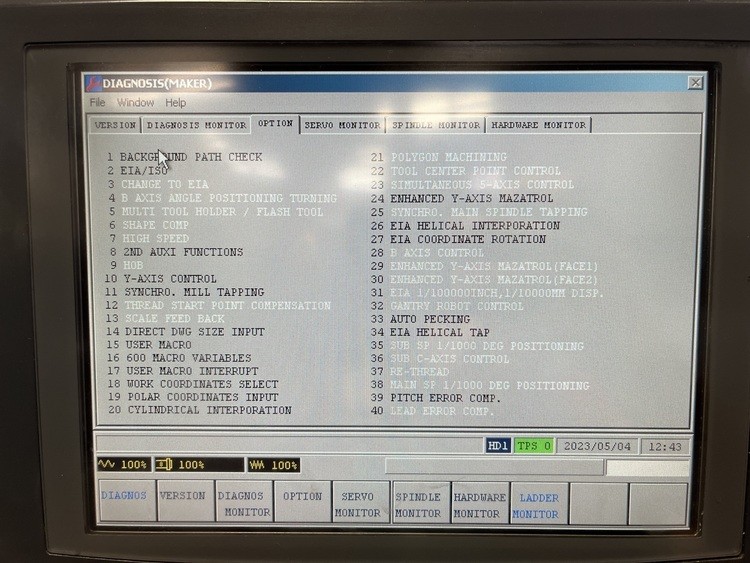 DIAGNOSIS(MAKER)
File Window Help
VERSION DIAGNOSIS MONITOR OPTION SERVO MONITOR SPINDLE MONITOR HARDWARE MONITOR
1 BACKGROUND PATH CHECK
2 EIA/ISO
3 CHANGE TO EIA
4 B AXIS ANGLE POSITIONING TURNING
5 MULTI TOOL HOLDER / FLASH TOOL
6 SHAPE COMP
7 HIGH SPEED
8 2ND AUXI FUNCTIONS
9 HOB
10 Y-AXIS CONTROL
11 SYNCHRO. MILL TAPPING
12 THREAD START POINT COMPENSATION
13 SCALE FEED BACK
14 DIRECT DWG SIZE INPUT
15 USER MACRO
16 600 MACRO VARIABLES
17 USER MACRO INTERRUPT
18 WORK COORDINATES SELECT
19 POLAR COORDINATES INPUT
20 CYLINDRICAL INTERPORATION
21 POLYGON MACHINING
22 TOOL CENTER POINT CONTROL
23 SIMULTANEOUS 5-AXIS CONTROL
24 ENHANCED Y-AXIS MAZATROL
25 SYNCHRO. MAIN SPINDLE TAPPING
26 EIA HELICAL INTERPORATION
27 EIA COORDINATE ROTATION
28 B AXIS CONTROL
29 ENHANCED Y-AXIS MAZATROL(FACE1)
30 ENHANCED Y-AXIS MAZATROL(FACE2)
31 EIA 1/100000INCH,1/10000MM DISP.
32 GANTRY ROBOT CONTROL
33 AUTO PECKING
34 EIA HELICAL TAP
35 SUB SP 1/1000 DEG POSITIONING
36 SUB C-AXIS CONTROL
37 RE-THREAD
38 MAIN SP 1/1000 DEG POSITIONING
39 PITCH ERROR COMP.
40 LEAD ERROR COMP.
HD1 TPS 0 2023/05/04 12:43
100% 100% 100%
DIAGNOS VERSION DIAGNOS MONITOR OPTION SERVO MONITOR SPINDLE MONITOR HARDWARE MONITOR LADDER MONITOR